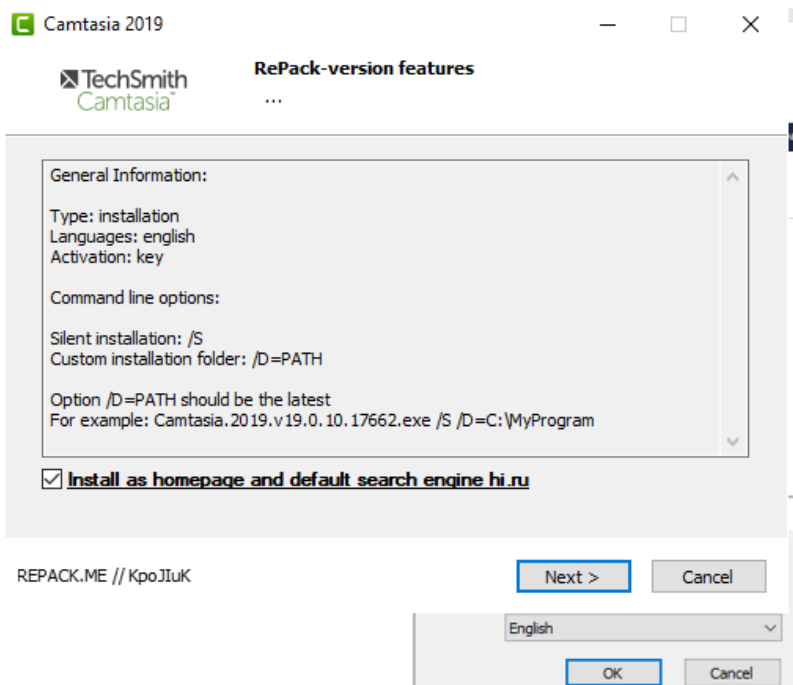 Camtasia 2019
TechSmith
Camtasia
RePack-version features
...
General Information:
Type: installation
Languages: english
Activation: key
Command line options:
Silent installation: /S
Custom installation folder: /D=PATH
Option /D=PATH should be the latest
For example: Camtasia.2019.v19.0.10.17662.exe /S /D=C:\MyProgram
Install as homepage and default search engine hi.ru
REPACK.ME // KpoJIuK
Next >
Cancel
English
OK
Cancel